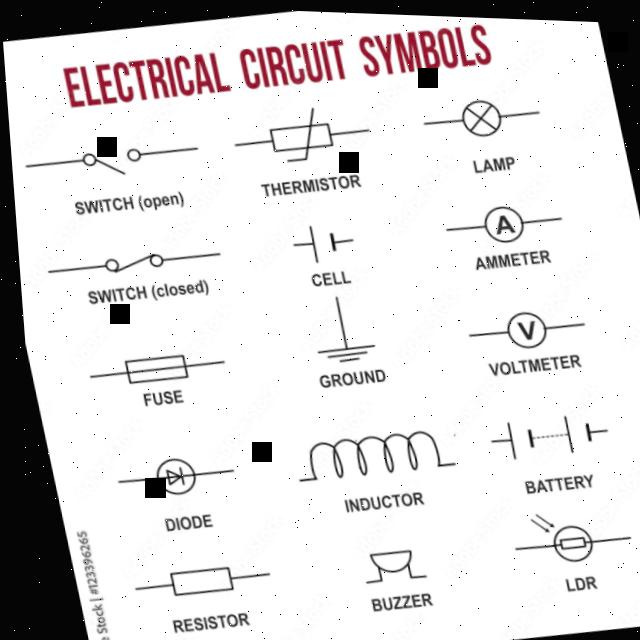 ELECTRICAL CIRCUIT SYMBOLS
SWITCH (open)
THERMISTOR
LAMP
SWITCH (closed)
CELL
A
AMMETER
FUSE
GROUND
V
VOLTMETER
DIODE
INDUCTOR
BATTERY
RESISTOR
BUZZER
LDR
Stock | #123396265